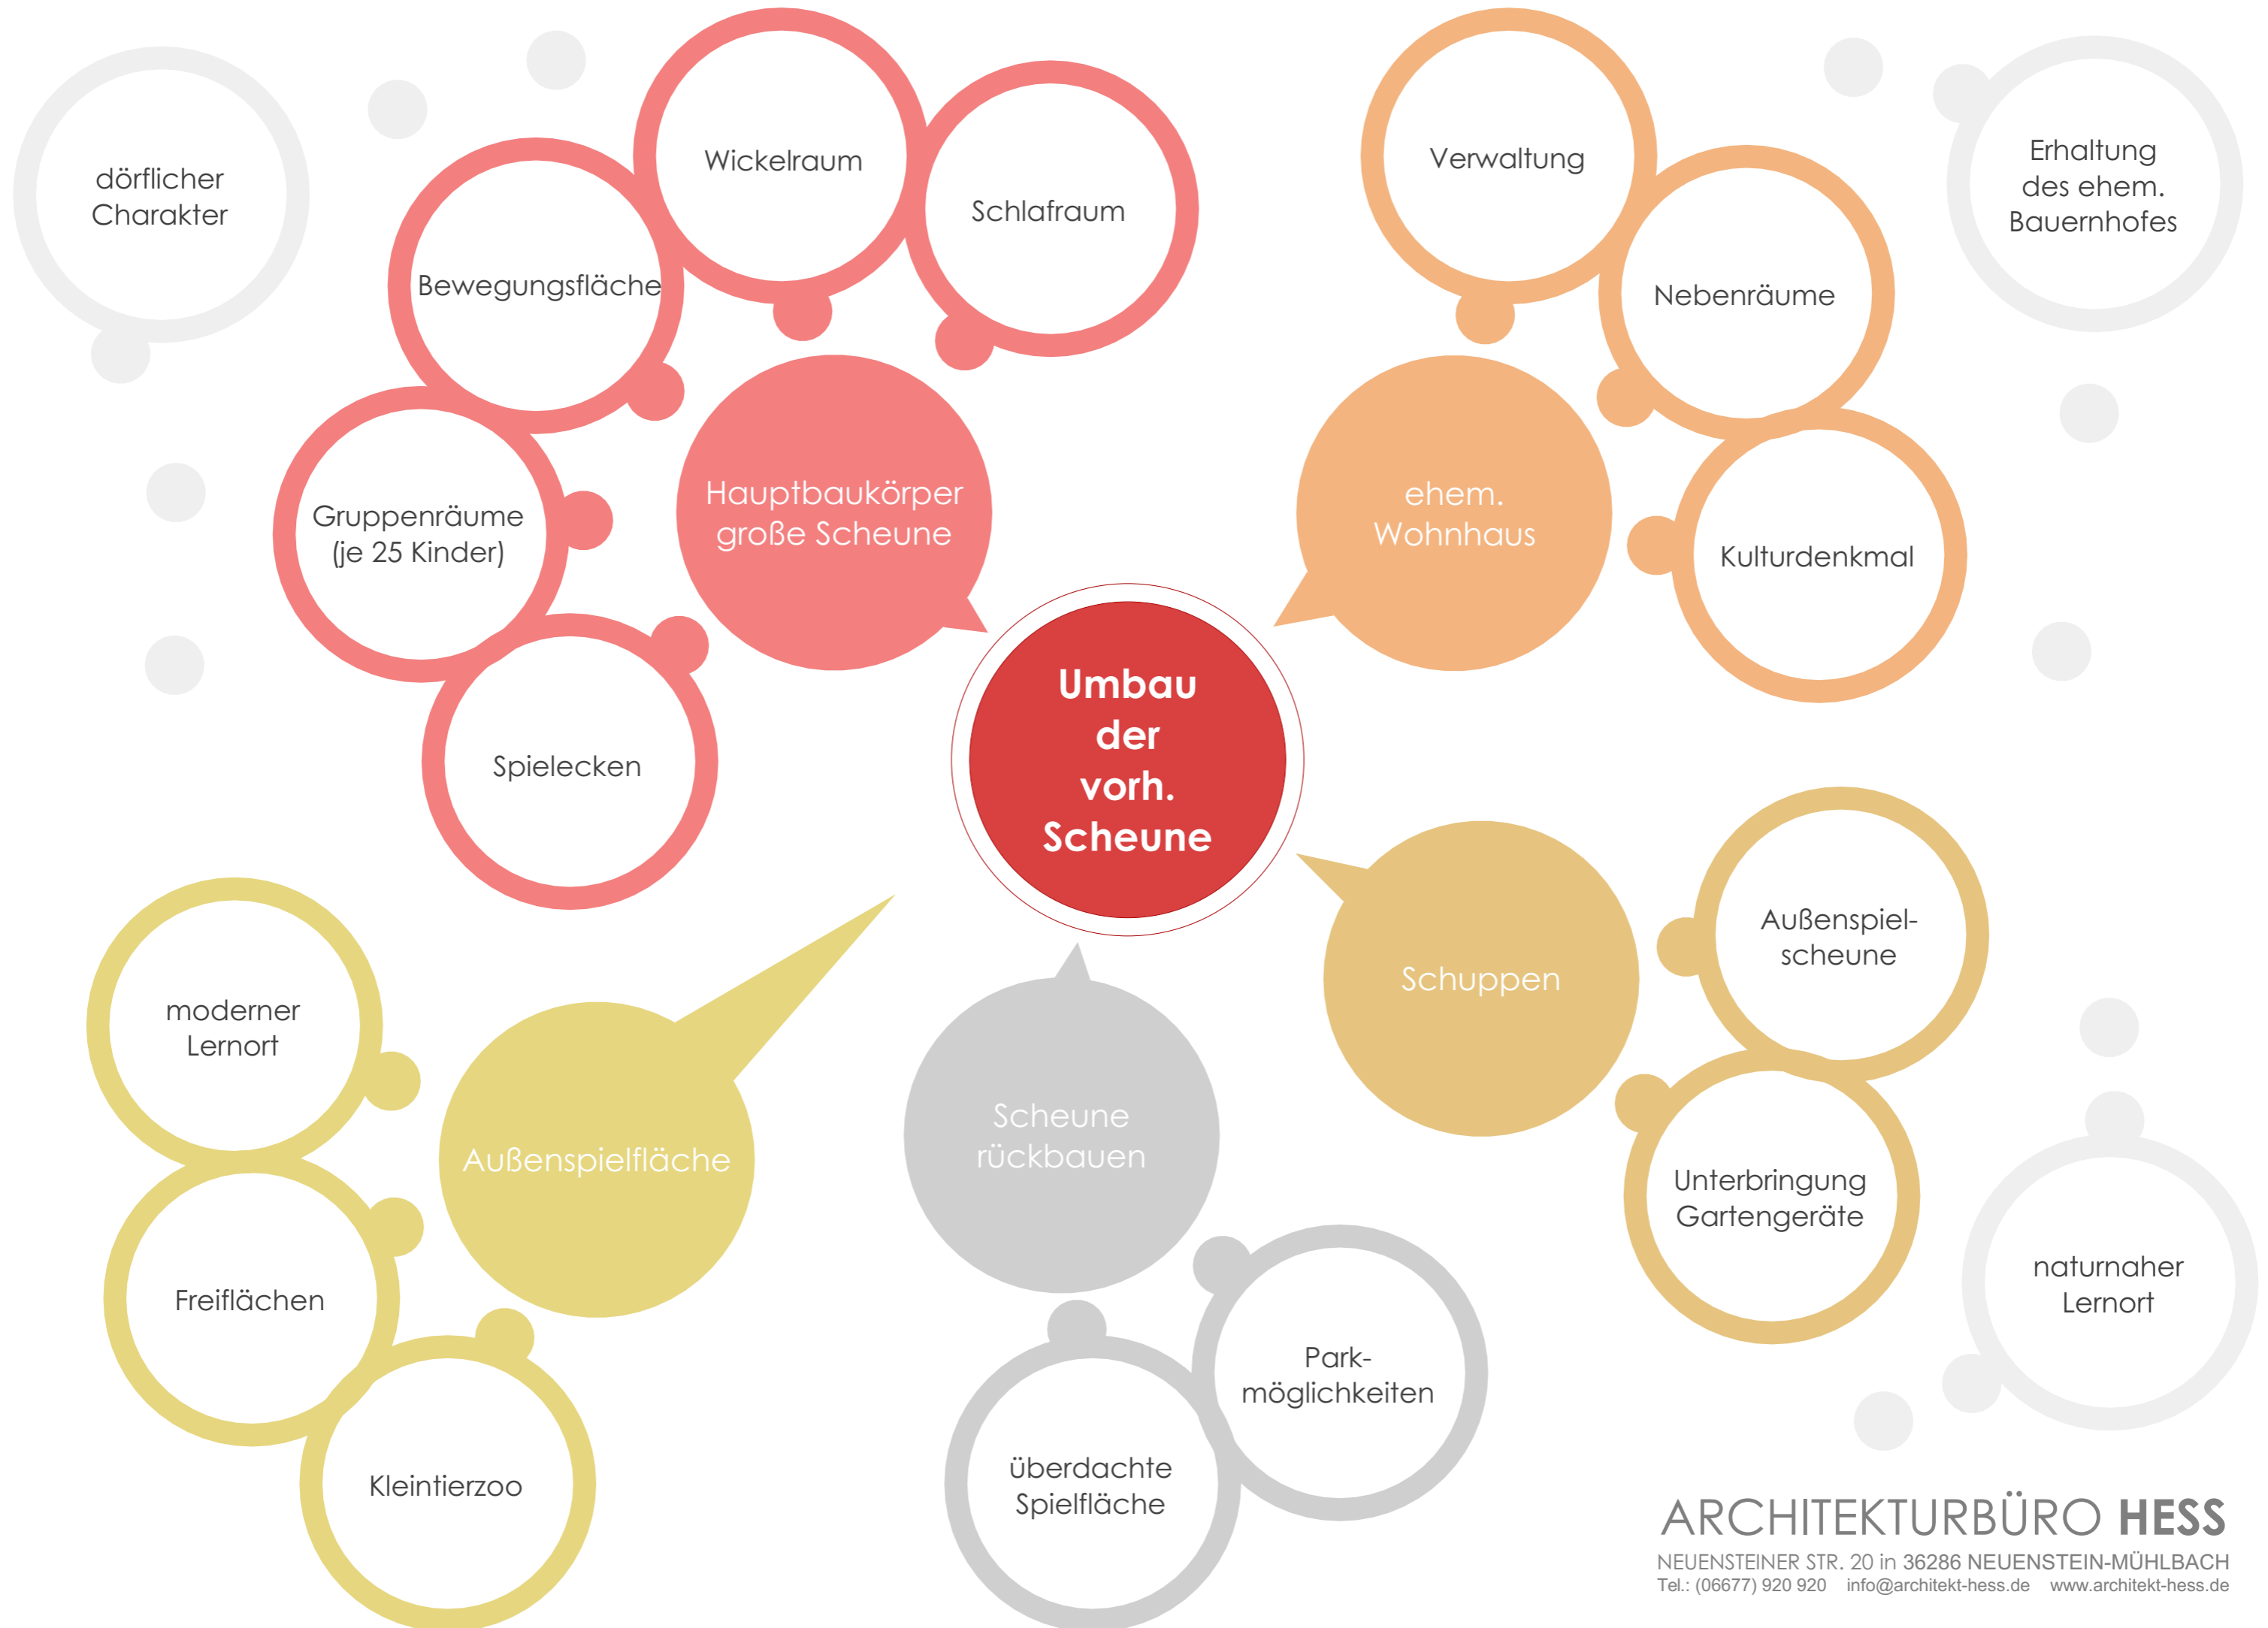 dörflicher
Charakter
Bewegungsfläche
Wickelraum
Schlafraum
Gruppenräume
(je 25 Kinder)
Spielecken
Hauptbaukörper
große Scheune
Verwaltung
Nebenräume
Kulturdenkmal
ehem.
Wohnhaus
Erhaltung
des ehem.
Bauernhofes
Umbau
der
vorh.
Scheune
moderner
Lernort
Freiflächen
Kleintierzoo
Außenspielfläche
Scheune
rückbauen
überdachte
Spielfläche
Park-
möglichkeiten
Schuppen
Außenspiel-
scheune
Unterbringung
Gartengeräte
naturnaher
Lernort
ARCHITEKTURBÜRO HESS
NEUENSTEINER STR. 20 in 36286 NEUENSTEIN-MÜHLBACH
Tel.: (06677) 920 920 info@architekt-hess.de www.architekt-hess.de